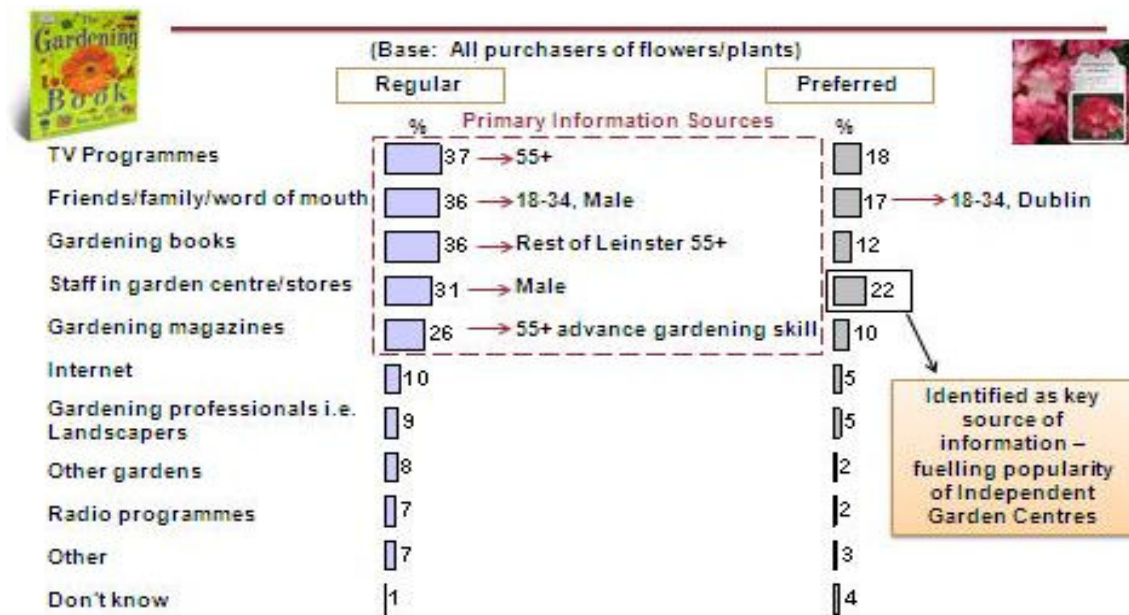 The
Gardening
Book
(Base: All purchasers of flowers/plants)
Regular
Preferred
% Primary Information Sources %
TV Programmes 37 55+ 18
Friends/family/word of mouth 36 18-34, Male 17 18-34, Dublin
Gardening books 36 Rest of Leinster 55+ 12
Staff in garden centre/stores 31 Male 22
Gardening magazines 26 55+ advance gardening skill 10
Internet 10 5
Gardening professionals i.e.
Landscapers 9 5
Other gardens 8 2
Radio programmes 7 2
Other 7 3
Don't know 1 4
Identified as key
source of
information –
fuelling popularity
of Independent
Garden Centres